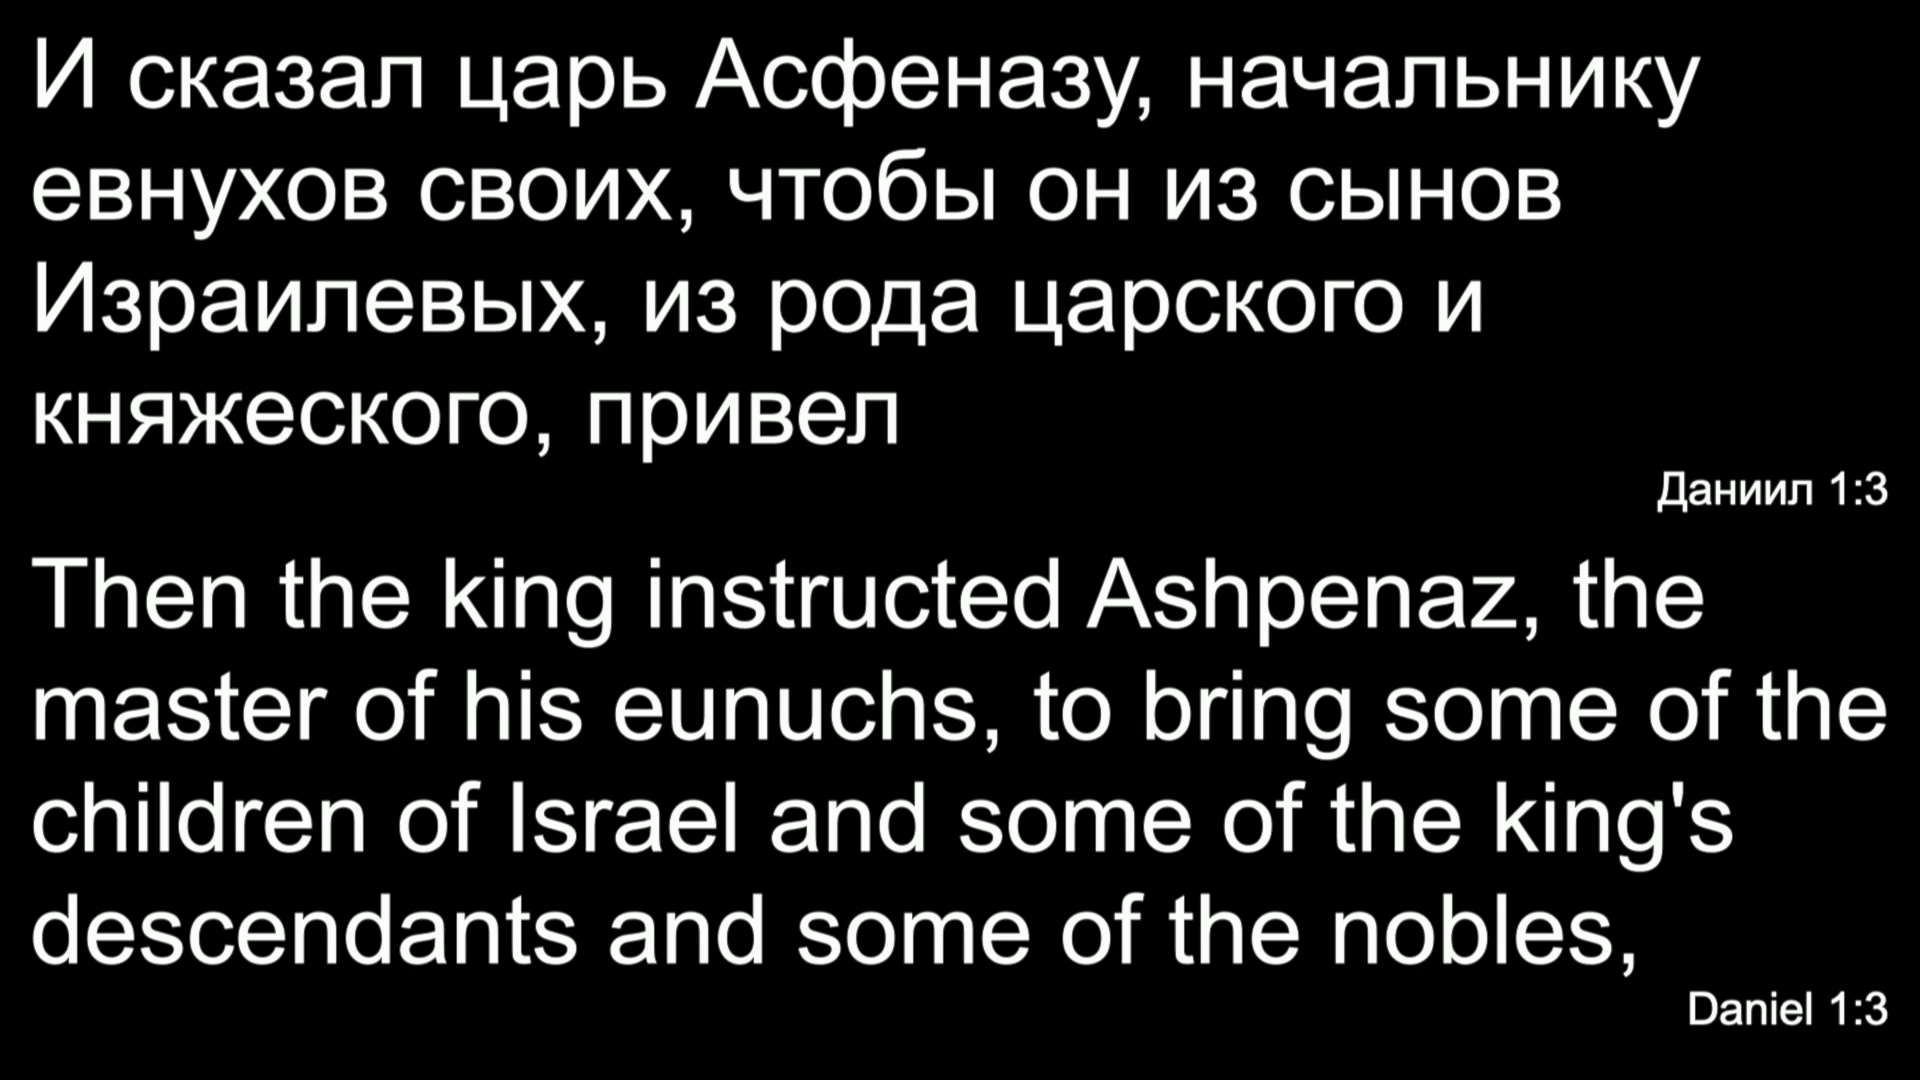 И сказал царь Асфеназу, начальнику
евнухов своих, чтобы он из сынов
Израилевых, из рода царского и
княжеского, привел
Даниил 1:3
Then the king instructed Ashpenaz, the
master of his eunuchs, to bring some of the
children of Israel and some of the king's
descendants and some of the nobles,
Daniel 1:3